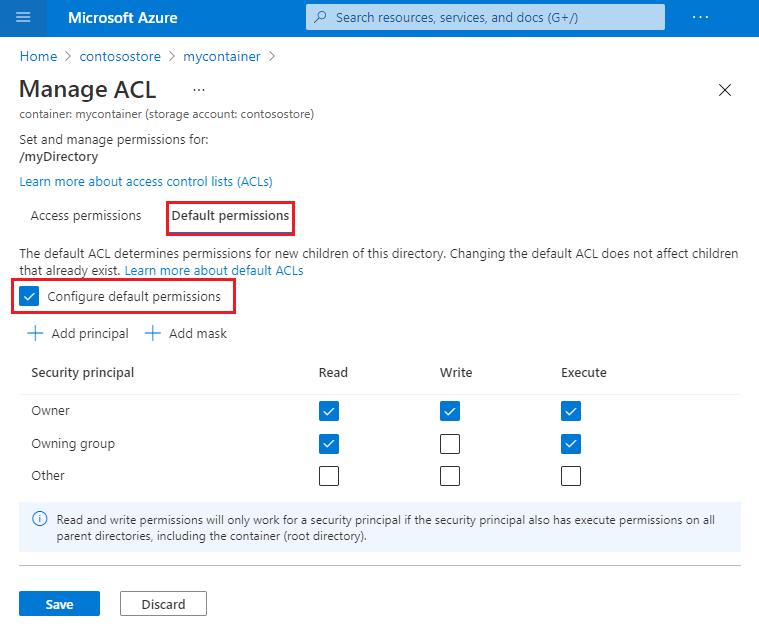 Microsoft Azure
Search resources, services, and docs (G+/)
...
Home > contosostore > mycontainer >
Manage ACL ...
container: mycontainer (storage account: contosostore)
Set and manage permissions for:
/myDirectory
Learn more about access control lists (ACLs)
Access permissions Default permissions
The default ACL determines permissions for new children of this directory. Changing the default ACL does not affect children
that already exist. Learn more about default ACLs
Configure default permissions
+ Add principal + Add mask
Security principal Read Write Execute
Owner
Owning group
Other
Read and write permissions will only work for a security principal if the security principal also has execute permissions on all
parent directories, including the container (root directory).
Save Discard